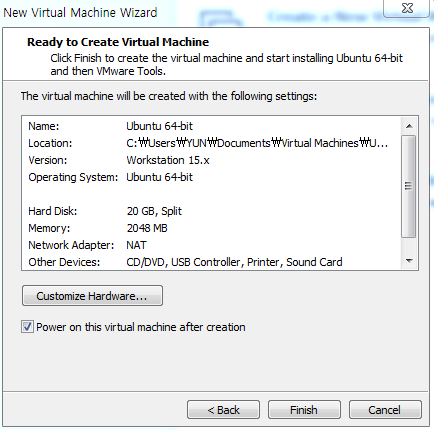 New Virtual Machine Wizard
Ready to Create Virtual Machine
Click Finish to create the virtual machine and start installing Ubuntu 64-bit
and then VMware Tools.
The virtual machine will be created with the following settings:
Name: Ubuntu 64-bit
Location: C:₩Users₩YUN₩Documents₩Virtual Machines₩U...
Version: Workstation 15.x
Operating System: Ubuntu 64-bit
Hard Disk: 20 GB, Split
Memory: 2048 MB
Network Adapter: NAT
Other Devices: CD/DVD, USB Controller, Printer, Sound Card
Customize Hardware...
Power on this virtual machine after creation
< Back Finish Cancel